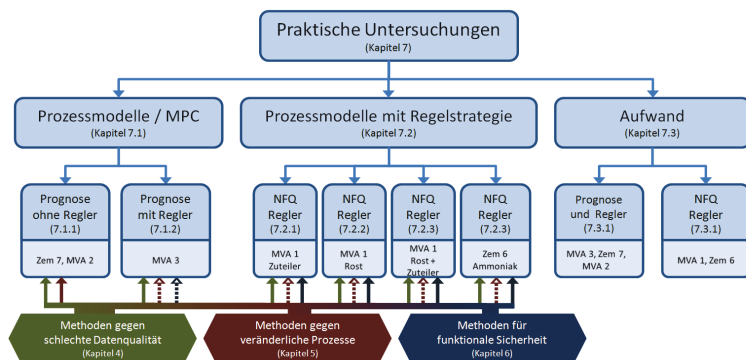 Praktische Untersuchungen
(Kapitel 7)
Prozessmodelle / MPC
(Kapitel 7.1)
Prozessmodelle mit Regelstrategie
(Kapitel 7.2)
Aufwand
(Kapitel 7.3)
Prognose
ohne Regler
(7.1.1)
Zem 7, MVA 2
Prognose
mit Regler
(7.1.2)
MVA 3
NFQ
Regler
(7.2.1)
MVA 1
Zuteiler
NFQ
Regler
(7.2.2)
MVA 1
Rost
NFQ
Regler
(7.2.3)
MVA 1
Rost +
Zuteiler
NFQ
Regler
(7.2.3)
Zem 6
Ammoniak
Prognose
und Regler
(7.3.1)
MVA 3, Zem 7,
MVA 2
NFQ
Regler
(7.3.1)
MVA 1, Zem 6
Methoden gegen
schlechte Datenqualität
(Kapitel 4)
Methoden gegen
veränderliche Prozesse
(Kapitel 5)
Methoden für
funktionale Sicherheit
(Kapitel 6)